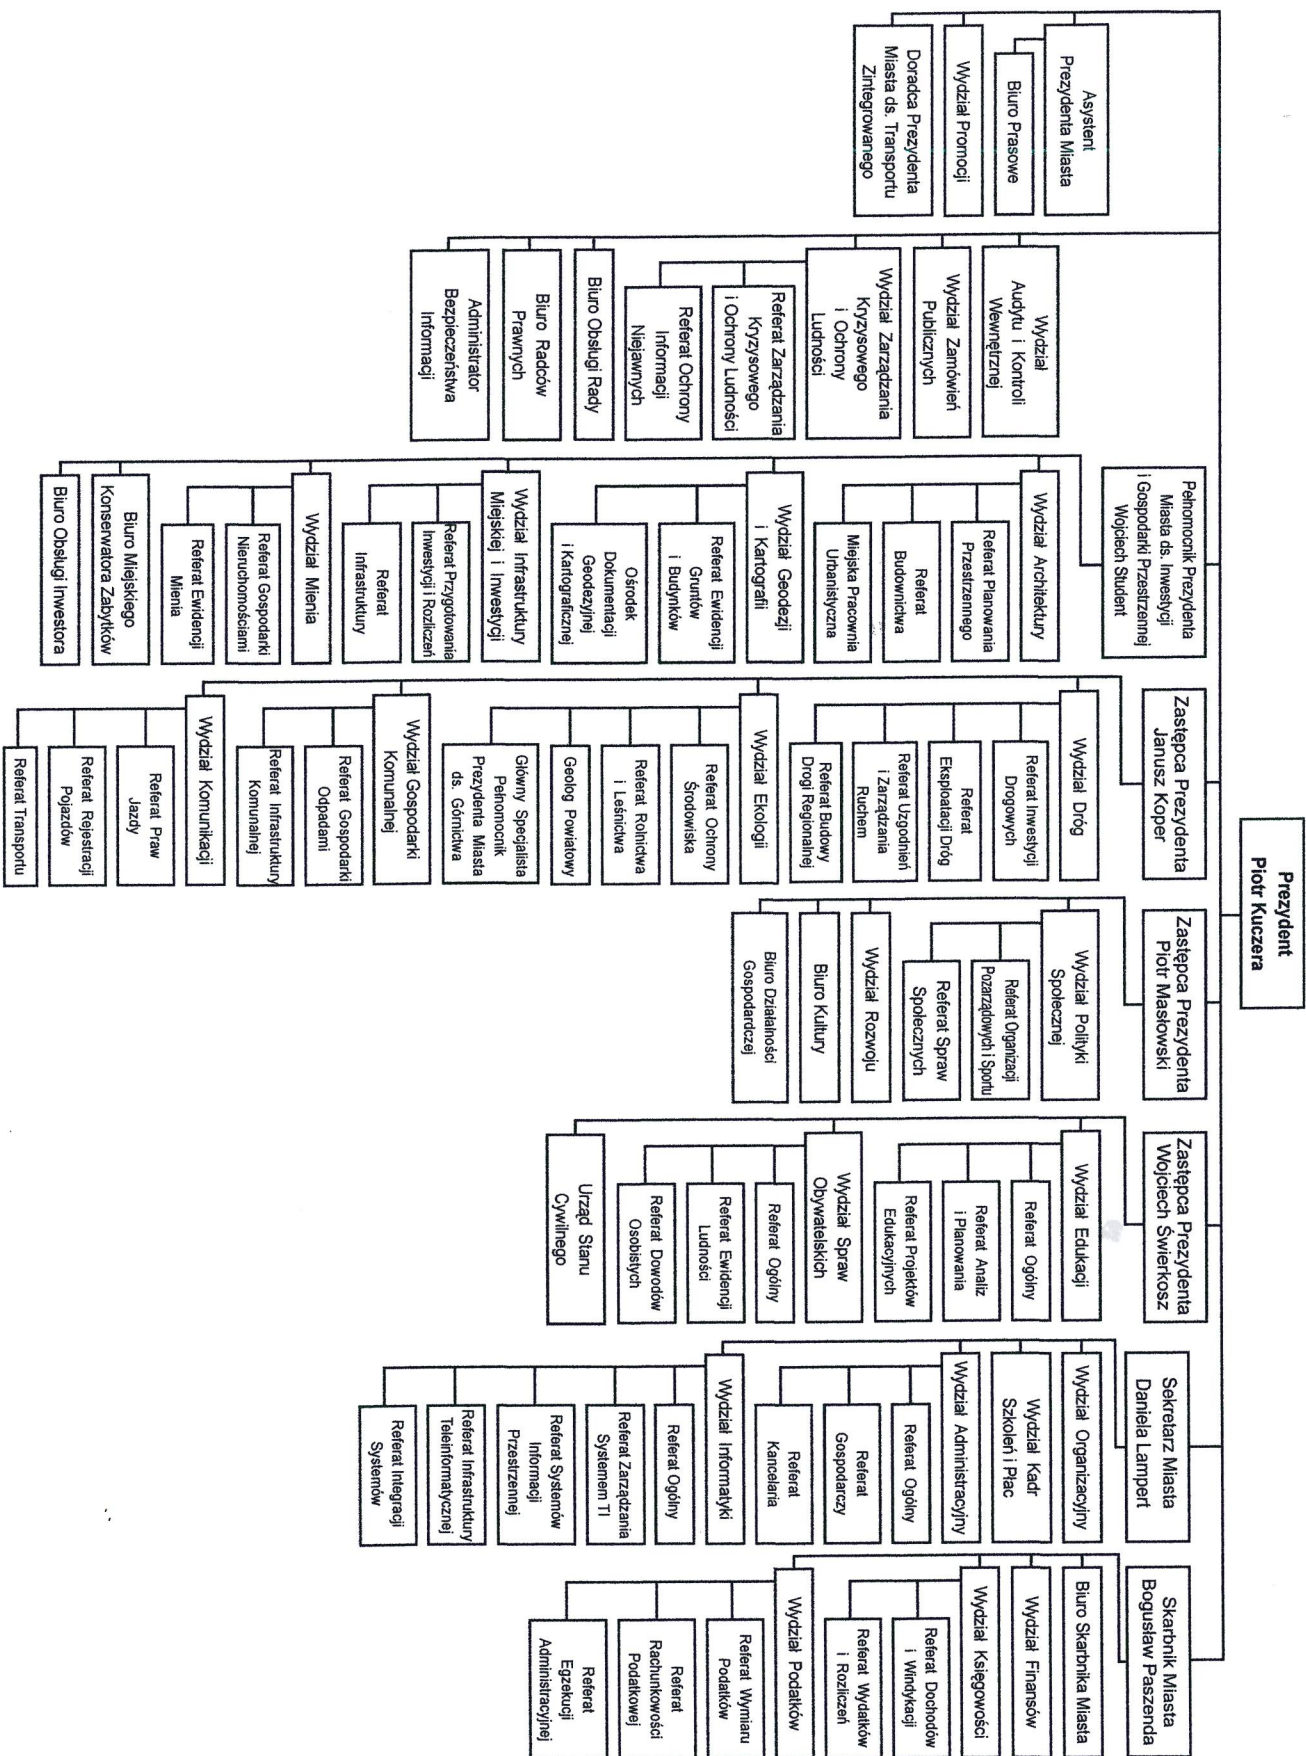 Prezydent
Piotr Kuczera
Asystent
Prezydenta Miasta
Biuro Prasowe
Wydział Promocji
Doradca Prezydenta
Miasta ds. Transportu
Zintegrowanego
Wydział
Audytu i Kontroli
Wewnętrznej
Wydział Zamówień
Publicznych
Wydział Zarządzania
Kryzysowego
i Ochrony
Ludności
Referat Zarządzania
Kryzysowego
i Ochrony Ludności
Referat Ochrony
Informacji
Niejawnych
Biuro Obsługi Rady
Biuro Radców
Prawnych
Administrator
Bezpieczeństwa
Informacji
Pełnomocnik Prezydenta
Miasta ds. Inwestycji
i Gospodarki Przestrzennej
Wojciech Student
Wydział Architektury
Referat Planowania
Przestrzennego
Referat
Budownictwa
Miejska Pracownia
Urbanistyczna
Wydział Geodezji
i Kartografii
Referat Ewidencji
Gruntów
i Budynków
Ośrodek
Dokumentacji
Geodezyjnej
i Kartograficznej
Wydział Infrastruktury
Miejskiej i Inwestycji
Referat Przygotowania
Inwestycji i Rozliczeń
Referat
Infrastruktury
Wydział Mienia
Referat Gospodarki
Nieruchomościami
Referat Ewidencji
Mienia
Biuro Miejskiego
Konserwatora Zabytków
Biuro Obsługi Inwestora
Zastępca Prezydenta
Janusz Koper
Wydział Dróg
Referat Inwestycji
Drogowych
Referat
Eksploatacji Dróg
Referat Uzgodnień
i Zarządzania
Ruchem
Referat Budowy
Drogi Regionalnej
Wydział Ekologii
Referat Ochrony
Środowiska
Referat Rolnictwa
i Leśnictwa
Geolog Powiatowy
Główny Specjalista
Pełnomocnik
Prezydenta Miasta
ds. Górnictwa
Wydział Gospodarki
Komunalnej
Referat Gospodarki
Odpadami
Referat Infrastruktury
Komunalnej
Wydział Komunikacji
Referat Praw
Jazdy
Referat Rejestracji
Pojazdów
Referat Transportu
Zastępca Prezydenta
Piotr Masłowski
Wydział Polityki
Społecznej
Referat Organizacji
Pozarządowych i Sportu
Referat Spraw
Społecznych
Wydział Rozwoju
Biuro Kultury
Biuro Działalności
Gospodardczej
Zastępca Prezydenta
Wojciech Świerkosz
Wydział Edukacji
Referat Ogólny
Referat Analiz
i Planowania
Referat Projektów
Edukacyjnych
Wydział Spraw
Obywatelskich
Referat Ogólny
Referat Ewidencji
Ludności
Referat Dowodów
Osobistych
Urząd Stanu
Cywilnego
Sekretarz Miasta
Daniela Lampert
Wydział Organizacyjny
Wydział Kadr
Szkoleń i Płac
Wydział Administracyjny
Referat Ogólny
Referat
Gospodarczy
Referat
Kancelaria
Wydział Informatyki
Referat Ogólny
Referat Zarządzania
Systemem TI
Referat Systemów
Informacji
Przestrzennej
Referat Infrastruktury
Teleinformatycznej
Referat Integracji
Systemów
Skarbnik Miasta
Bogusław Paszenda
Biuro Skarbnika Miasta
Wydział Finansów
Wydział Księgowości
Referat Dochodów
i Windykacji
Referat Wydatków
i Rozliczeń
Wydział Podatków
Referat Wymiaru
Podatków
Referat
Rachunkowości
Podatkowej
Referat
Egzekucji
Administracyjnej